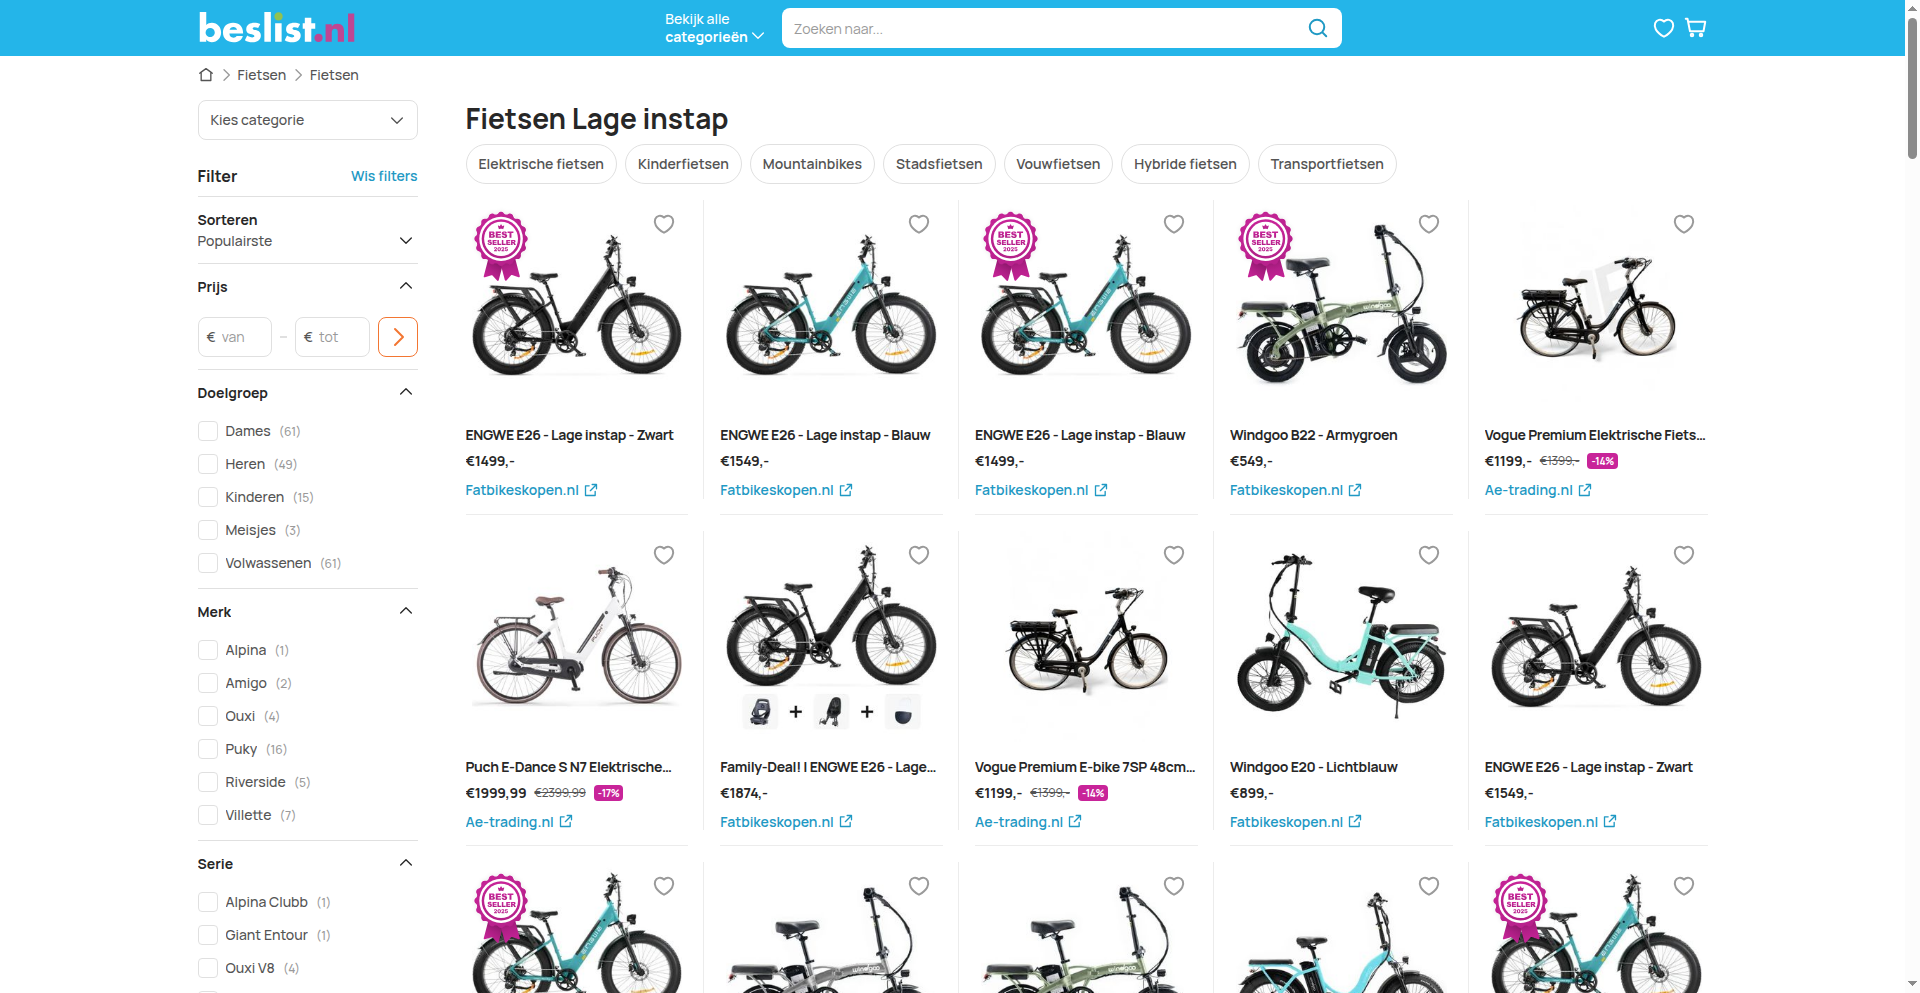 beslist.nl
Bekijk alle
categorieën
Zoeken naar...
Fietsen
Fietsen
Kies categorie
Filter
Wis filters
Sorteren
Populairste
Prijs
€ van
–
€ tot
Doelgroep
Dames (61)
Heren (49)
Kinderen (15)
Meisjes (3)
Volwassenen (61)
Merk
Alpina (1)
Amigo (2)
Ouxi (4)
Puky (16)
Riverside (5)
Villette (7)
Serie
Alpina Clubb (1)
Giant Entour (1)
Ouxi V8 (4)
Fietsen Lage instap
Elektrische fietsen
Kinderfietsen
Mountainbikes
Stadsfietsen
Vouwfietsen
Hybride fietsen
Transportfietsen
BEST
SELLER
2025
ENGWE E26 - Lage instap - Zwart
€1499,-
Fatbikeskopen.nl
ENGWE E26 - Lage instap - Blauw
€1549,-
Fatbikeskopen.nl
BEST
SELLER
2025
ENGWE E26 - Lage instap - Blauw
€1499,-
Fatbikeskopen.nl
BEST
SELLER
2025
windgoo
Windgoo B22 - Armygroen
€549,-
Fatbikeskopen.nl
Vogue Premium Elektrische Fiets...
€1199,- €1399,- -14%
Ae-trading.nl
Puch E-Dance S N7 Elektrische...
€1999,99 €2399,99 -17%
Ae-trading.nl
+ +
Family-Deal! | ENGWE E26 - Lage...
€1874,-
Fatbikeskopen.nl
Vogue Premium E-bike 7SP 48cm...
€1199,- €1399,- -14%
Ae-trading.nl
Windgoo E20 - Lichtblauw
€899,-
Fatbikeskopen.nl
ENGWE E26 - Lage instap - Zwart
€1549,-
Fatbikeskopen.nl
BEST
SELLER
2025
windgoo
windgoo
BEST
SELLER
2025